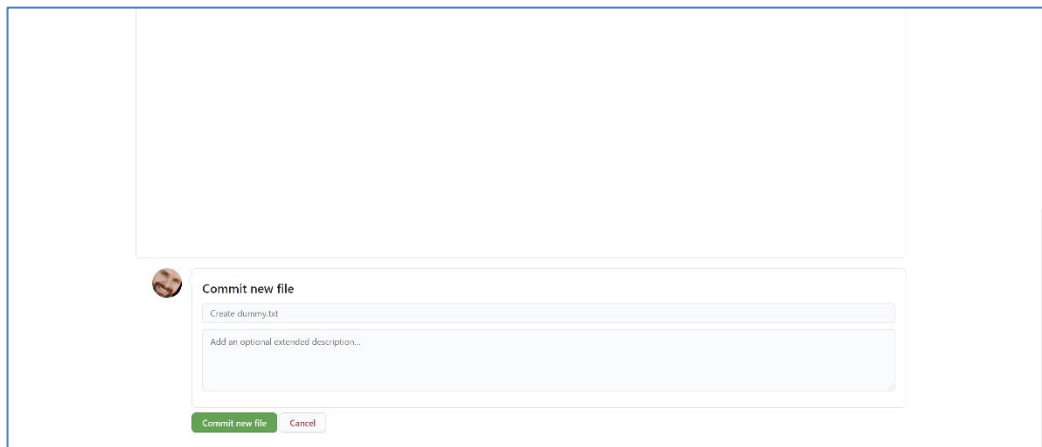 Commit new file
Create dummy.txt
Add an optional extended description...
Commit new file Cancel